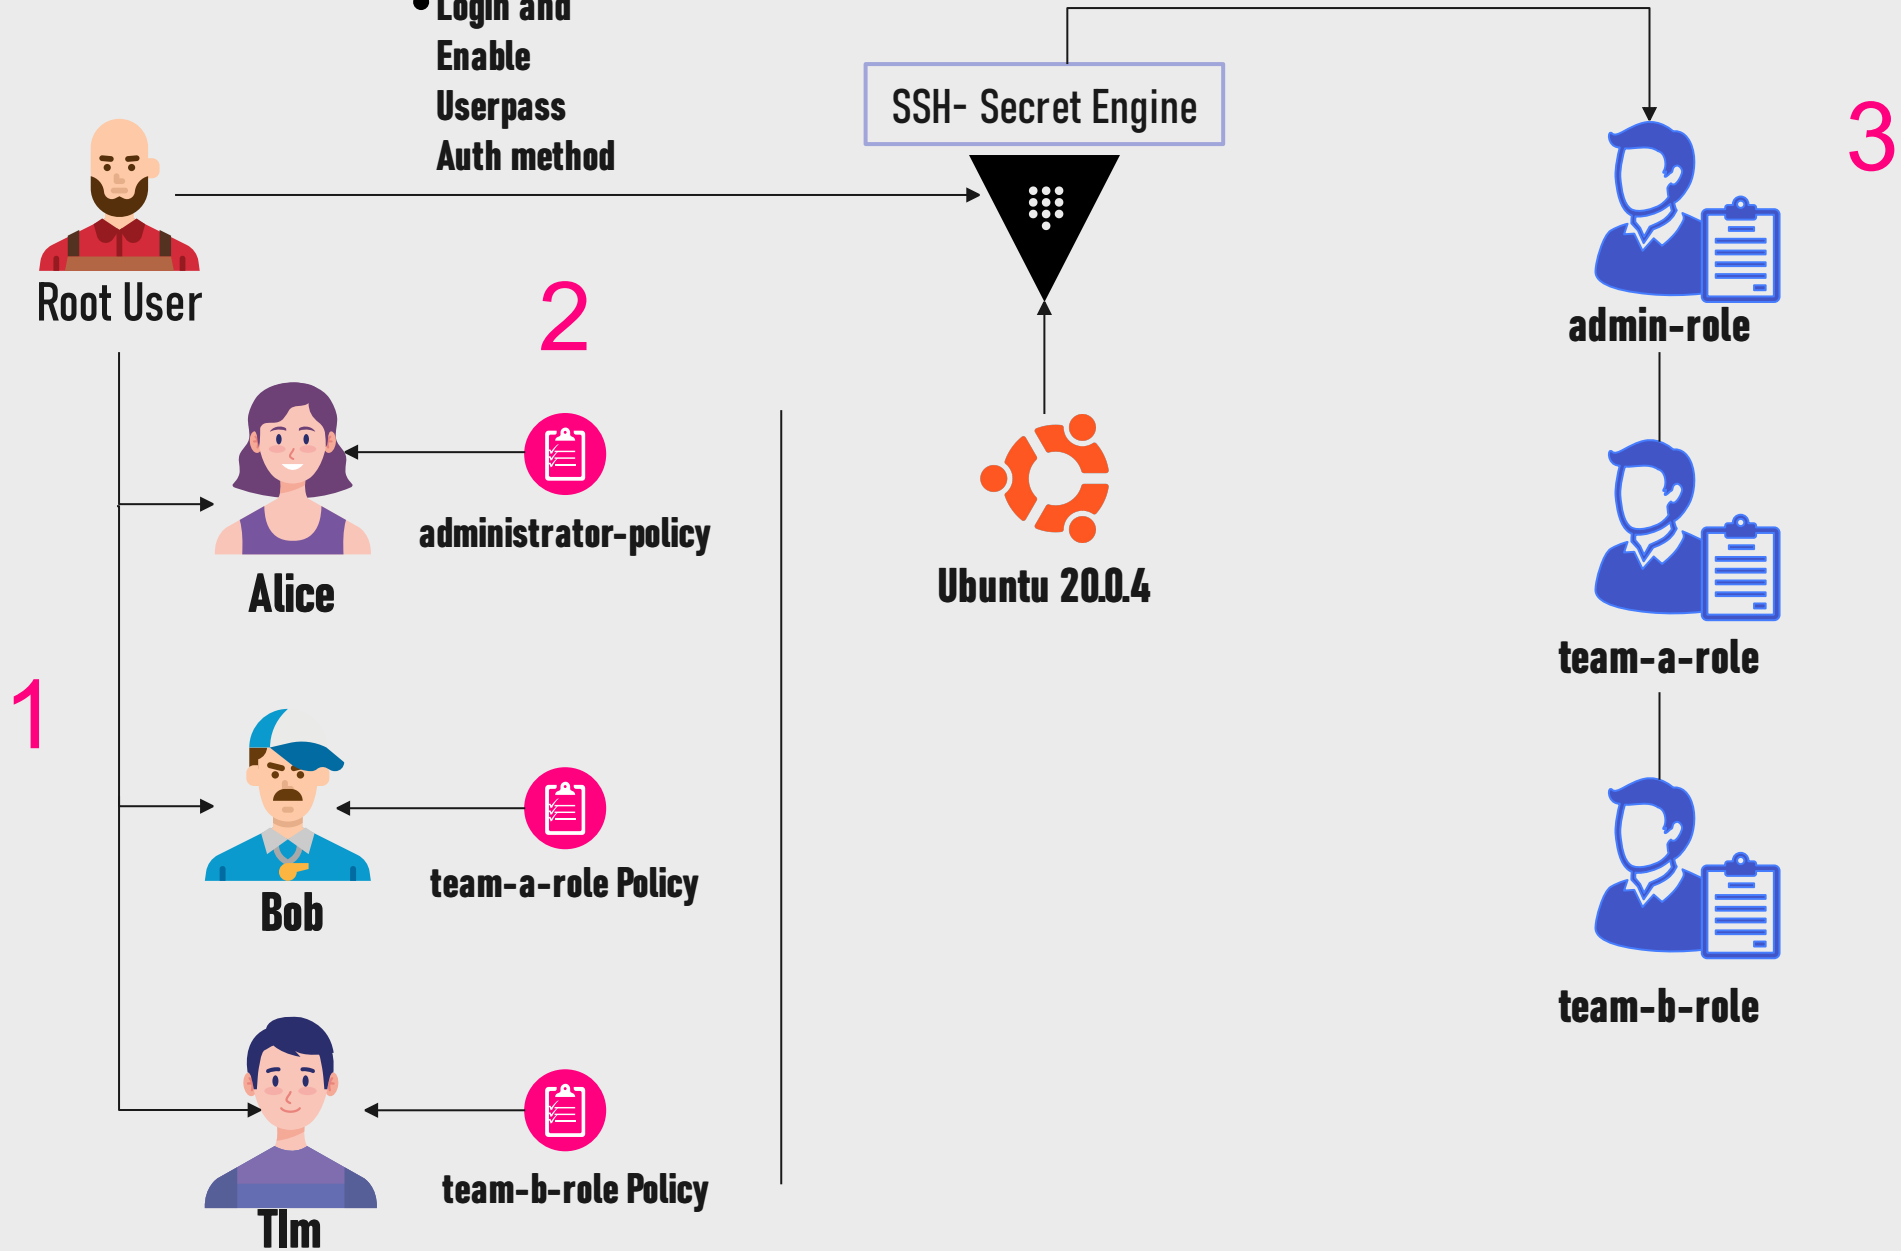 Login and
Enable
Userpass
Auth method
SSH- Secret Engine
3
Root User
2
admin-role
administrator-policy
Alice
Ubuntu 20.0.4
team-a-role
1
team-a-role Policy
Bob
team-b-role
team-b-role Policy
TIm